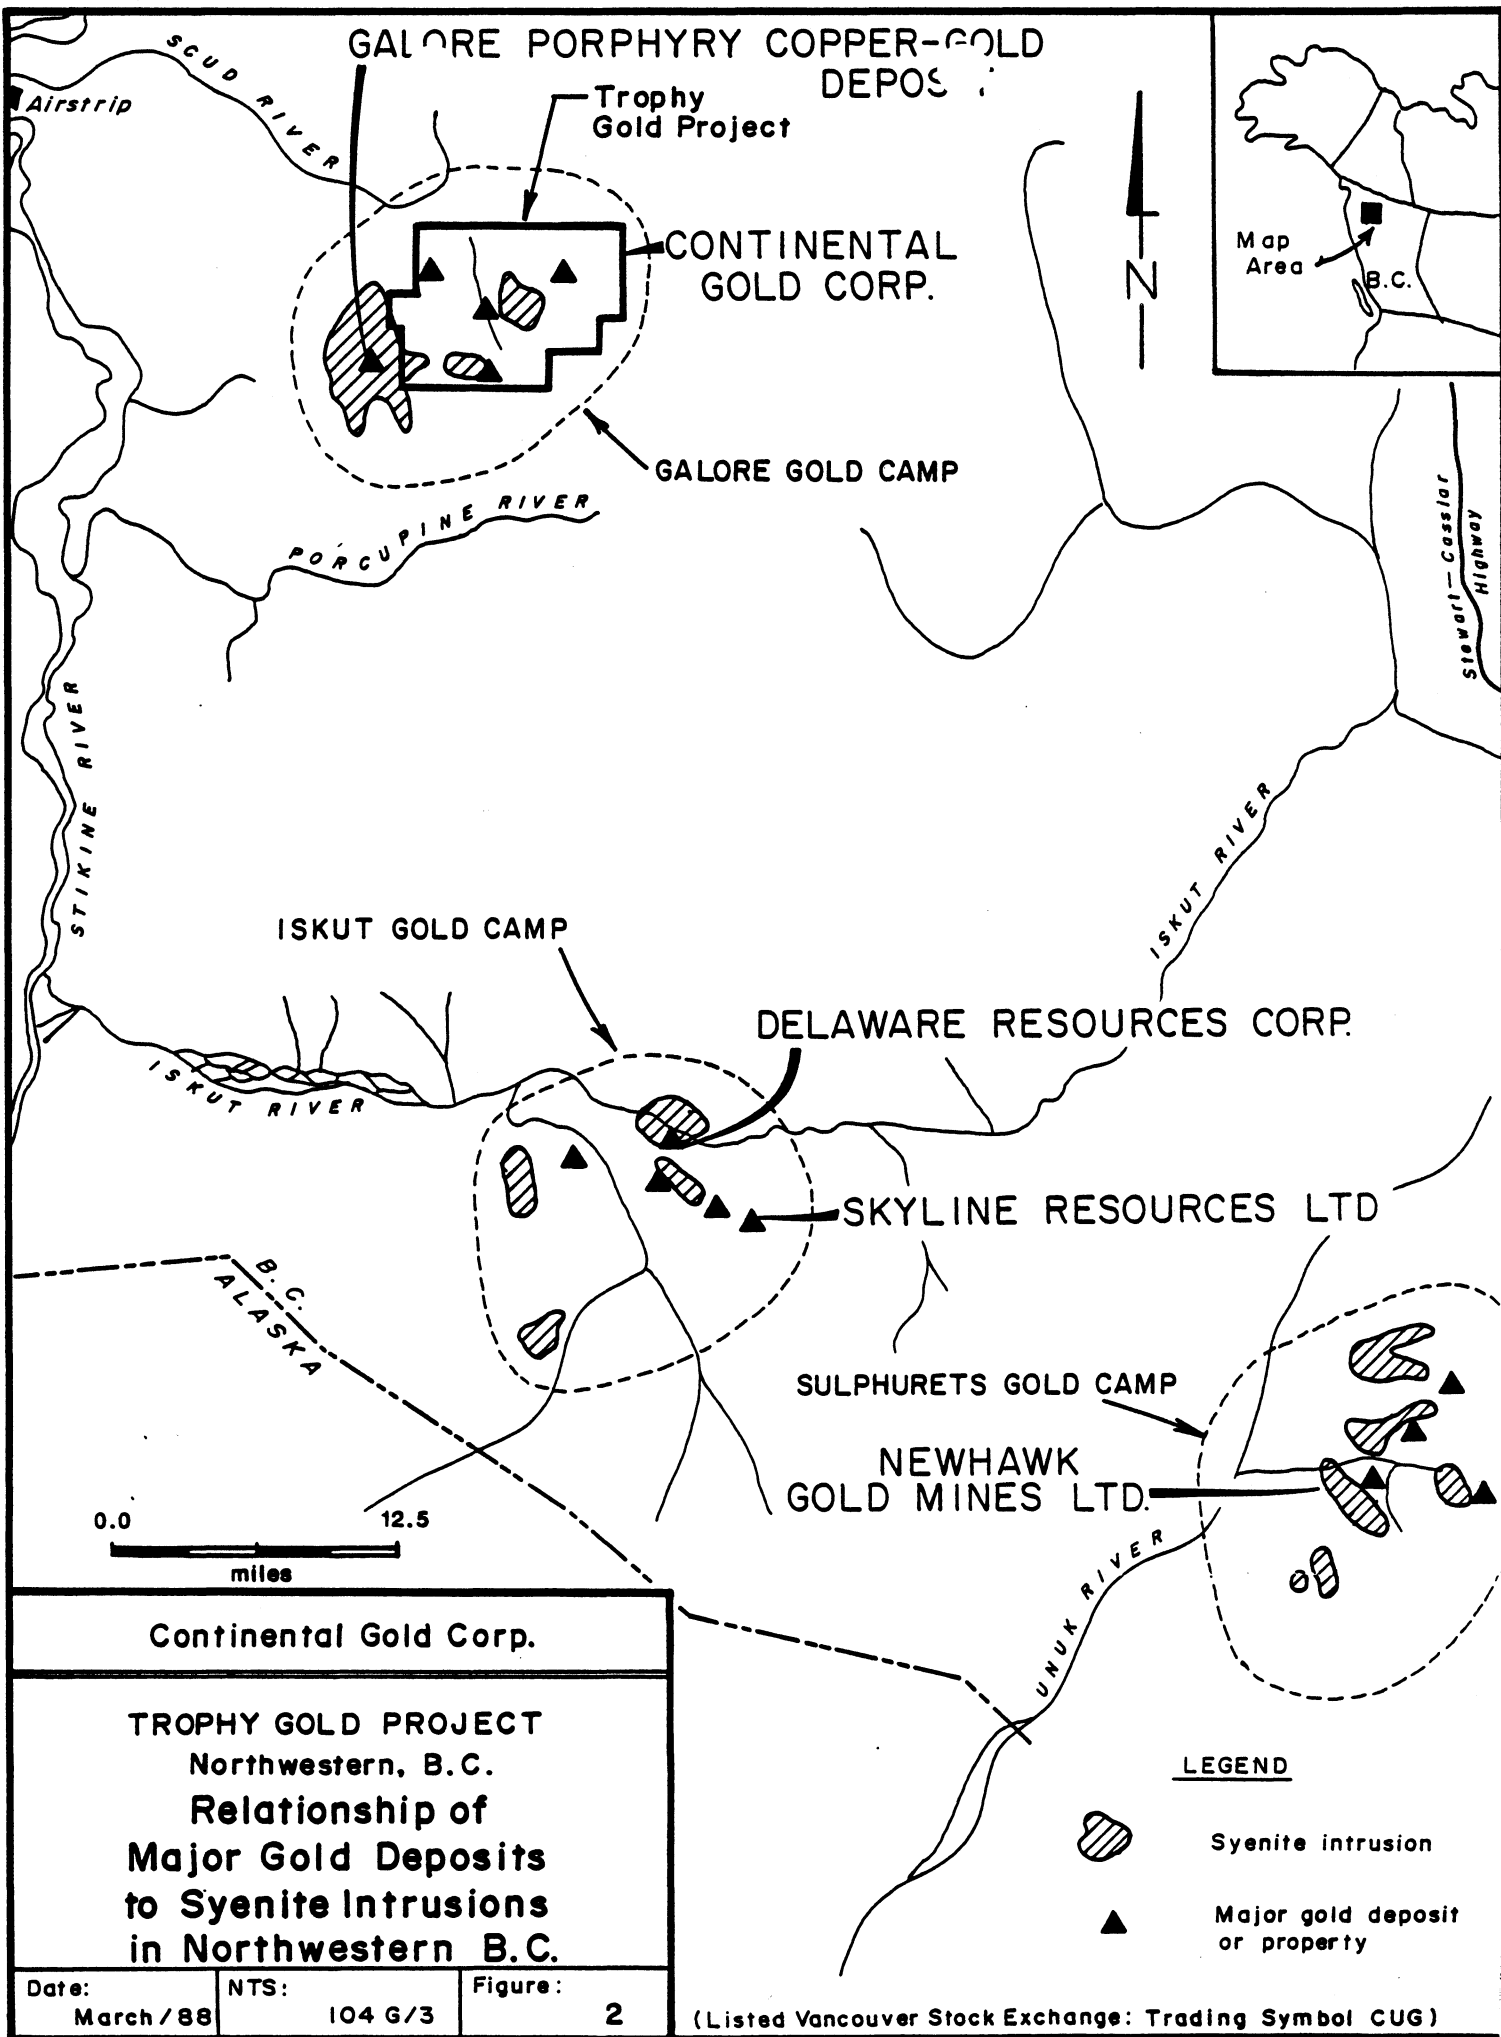 GALORE PORPHYRY COPPER-GOLD
SCUD RIVER
Airstrip
Trophy
Gold Project
CONTINENTAL
GOLD CORP.
N
Map
Area
B.C.
GALORE GOLD CAMP
PORCUPINE RIVER
Stewart-Cassiar
Highway
STIKINE RIVER
ISKUT RIVER
ISKUT GOLD CAMP
DELAWARE RESOURCES CORP.
ISKUT RIVER
SKYLINE RESOURCES LTD
B.C.
ALASKA
SULPHURETS GOLD CAMP
NEWHAWK
GOLD MINES LTD.
0.0 12.5
miles
UNUK RIVER
Continental Gold Corp.
TROPHY GOLD PROJECT
Northwestern, B.C.
Relationship of
Major Gold Deposits
to Syenite Intrusions
in Northwestern B.C.
Date:
March/88
NTS:
104 G/3
Figure:
2
LEGEND
Syenite intrusion
Major gold deposit
or property
(Listed Vancouver Stock Exchange: Trading Symbol CUG)